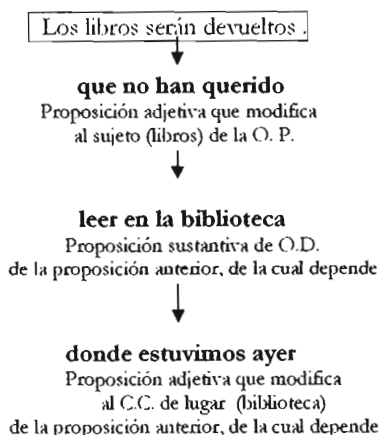 Los libros serán devueltos .
que no han querido
Proposición adjetiva que modifica
al sujeto (libros) de la O. P.
leer en la biblioteca
Proposición sustantiva de O.D.
de la proposición anterior, de la cual depende
donde estuvimos ayer
Proposición adjetiva que modifica
al C.C. de lugar (biblioteca)
de la proposición anterior, de la cual depende